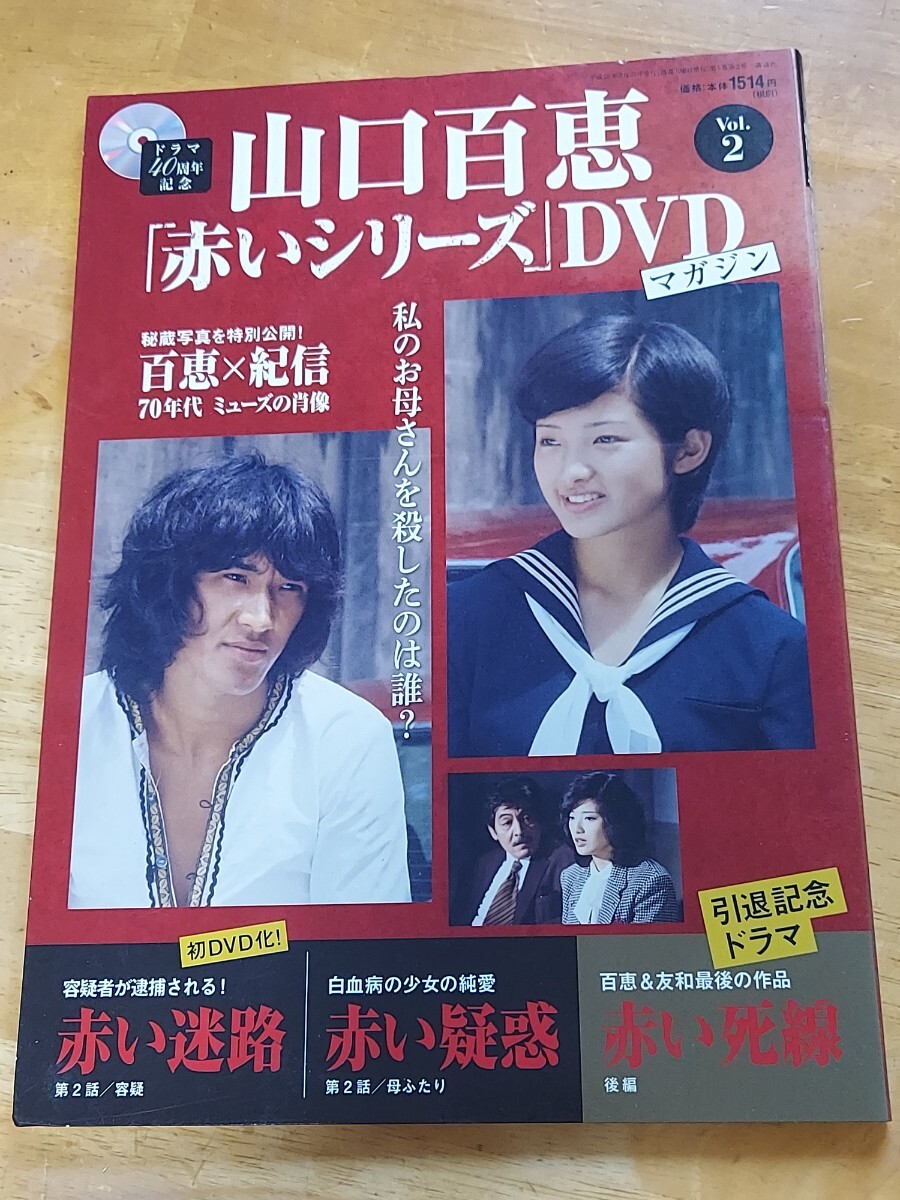 価格:本体1514円
(税別)
Vol.
2
ドラマ
40周年
記念
山口百恵
「赤いシリーズ」DVD
マガジン
秘蔵写真を特別公開!
百恵×紀信
70年代 ミューズの肖像
私のお母さんを殺したのは誰?
引退記念
ドラマ
初DVD化!
容疑者が逮捕される!
赤い迷路
第2話/容疑
白血病の少女の純愛
赤い疑惑
第2話/母ふたり
百恵&友和最後の作品
赤い死線
後編